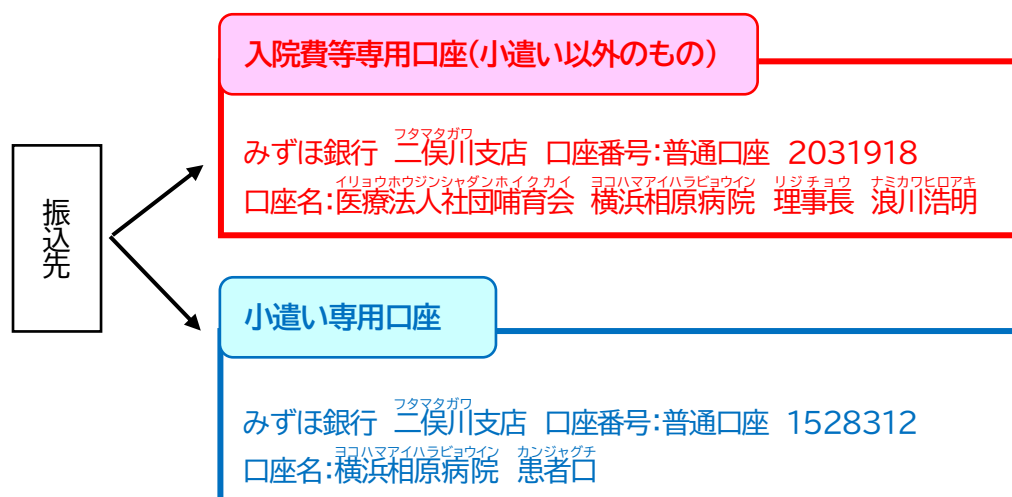 入院費等専用口座(小遣い以外のもの)
フタマタガワ
みずほ銀行 二俣川支店 口座番号:普通口座 2031918
イリョウホウジンシャダンホイクカイ ヨコハマアイハラビョウイン リジチョウ ナミカワヒロアキ
口座名:医療法人社団哺育会 横浜相原病院 理事長 浪川浩明
振込先
小遣い専用口座
フタマタガワ
みずほ銀行 二俣川支店 口座番号:普通口座 1528312
ヨコハマアイハラビョウイン カンジャグチ
口座名:横浜相原病院 患者口